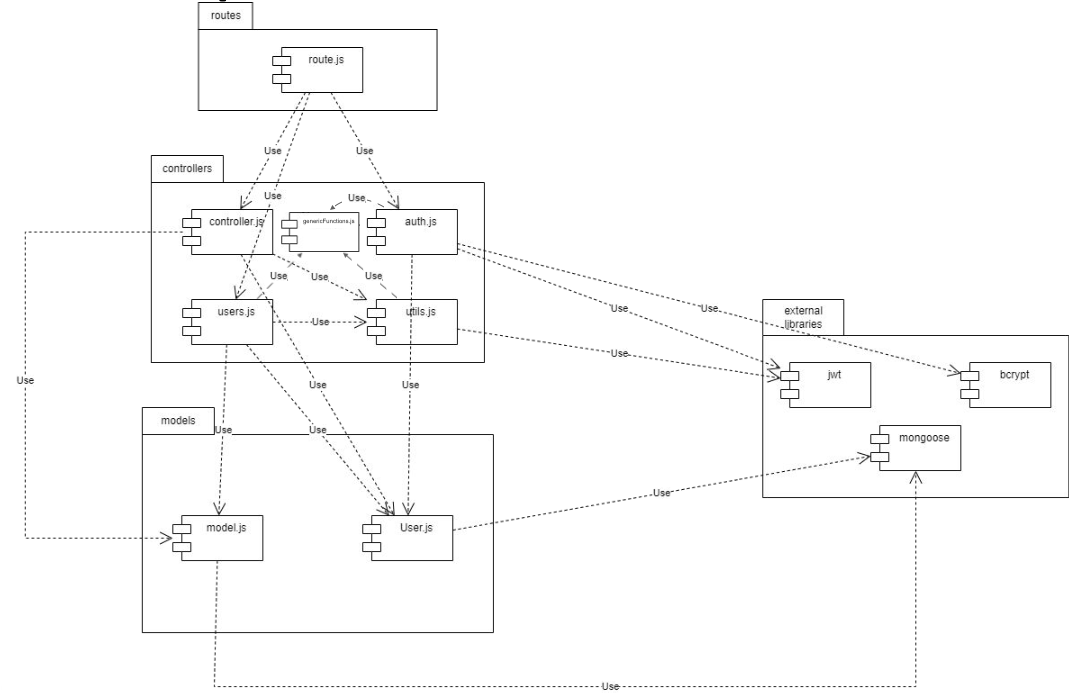 routes
route.js
Use
Use
controllers
Use
Use
controller.js
genericFunctions.js
auth.js
Use
Use
Use
users.js
Use
utils.js
Use
Use
external
libraries
Use
jwt
bcrypt
Use
Use
Use
models
Use
Use
mongoose
Use
model.js
User.js
Use